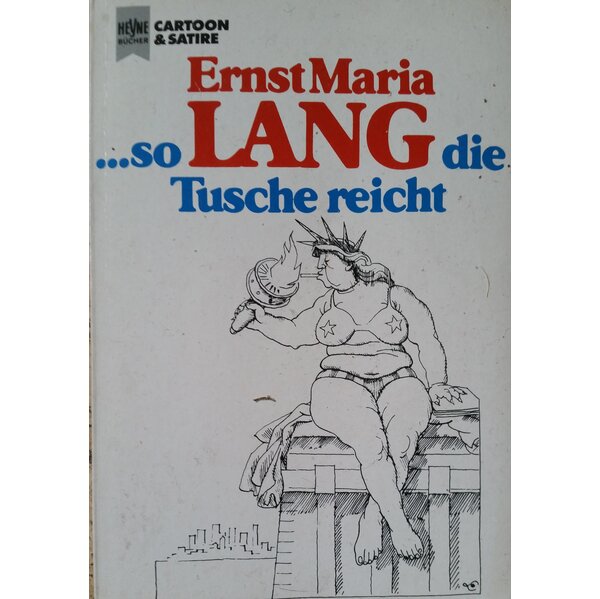 HEYNE
BÜCHER
CARTOON
& SATIRE
Ernst Maria
...so LANG die
Tusche reicht